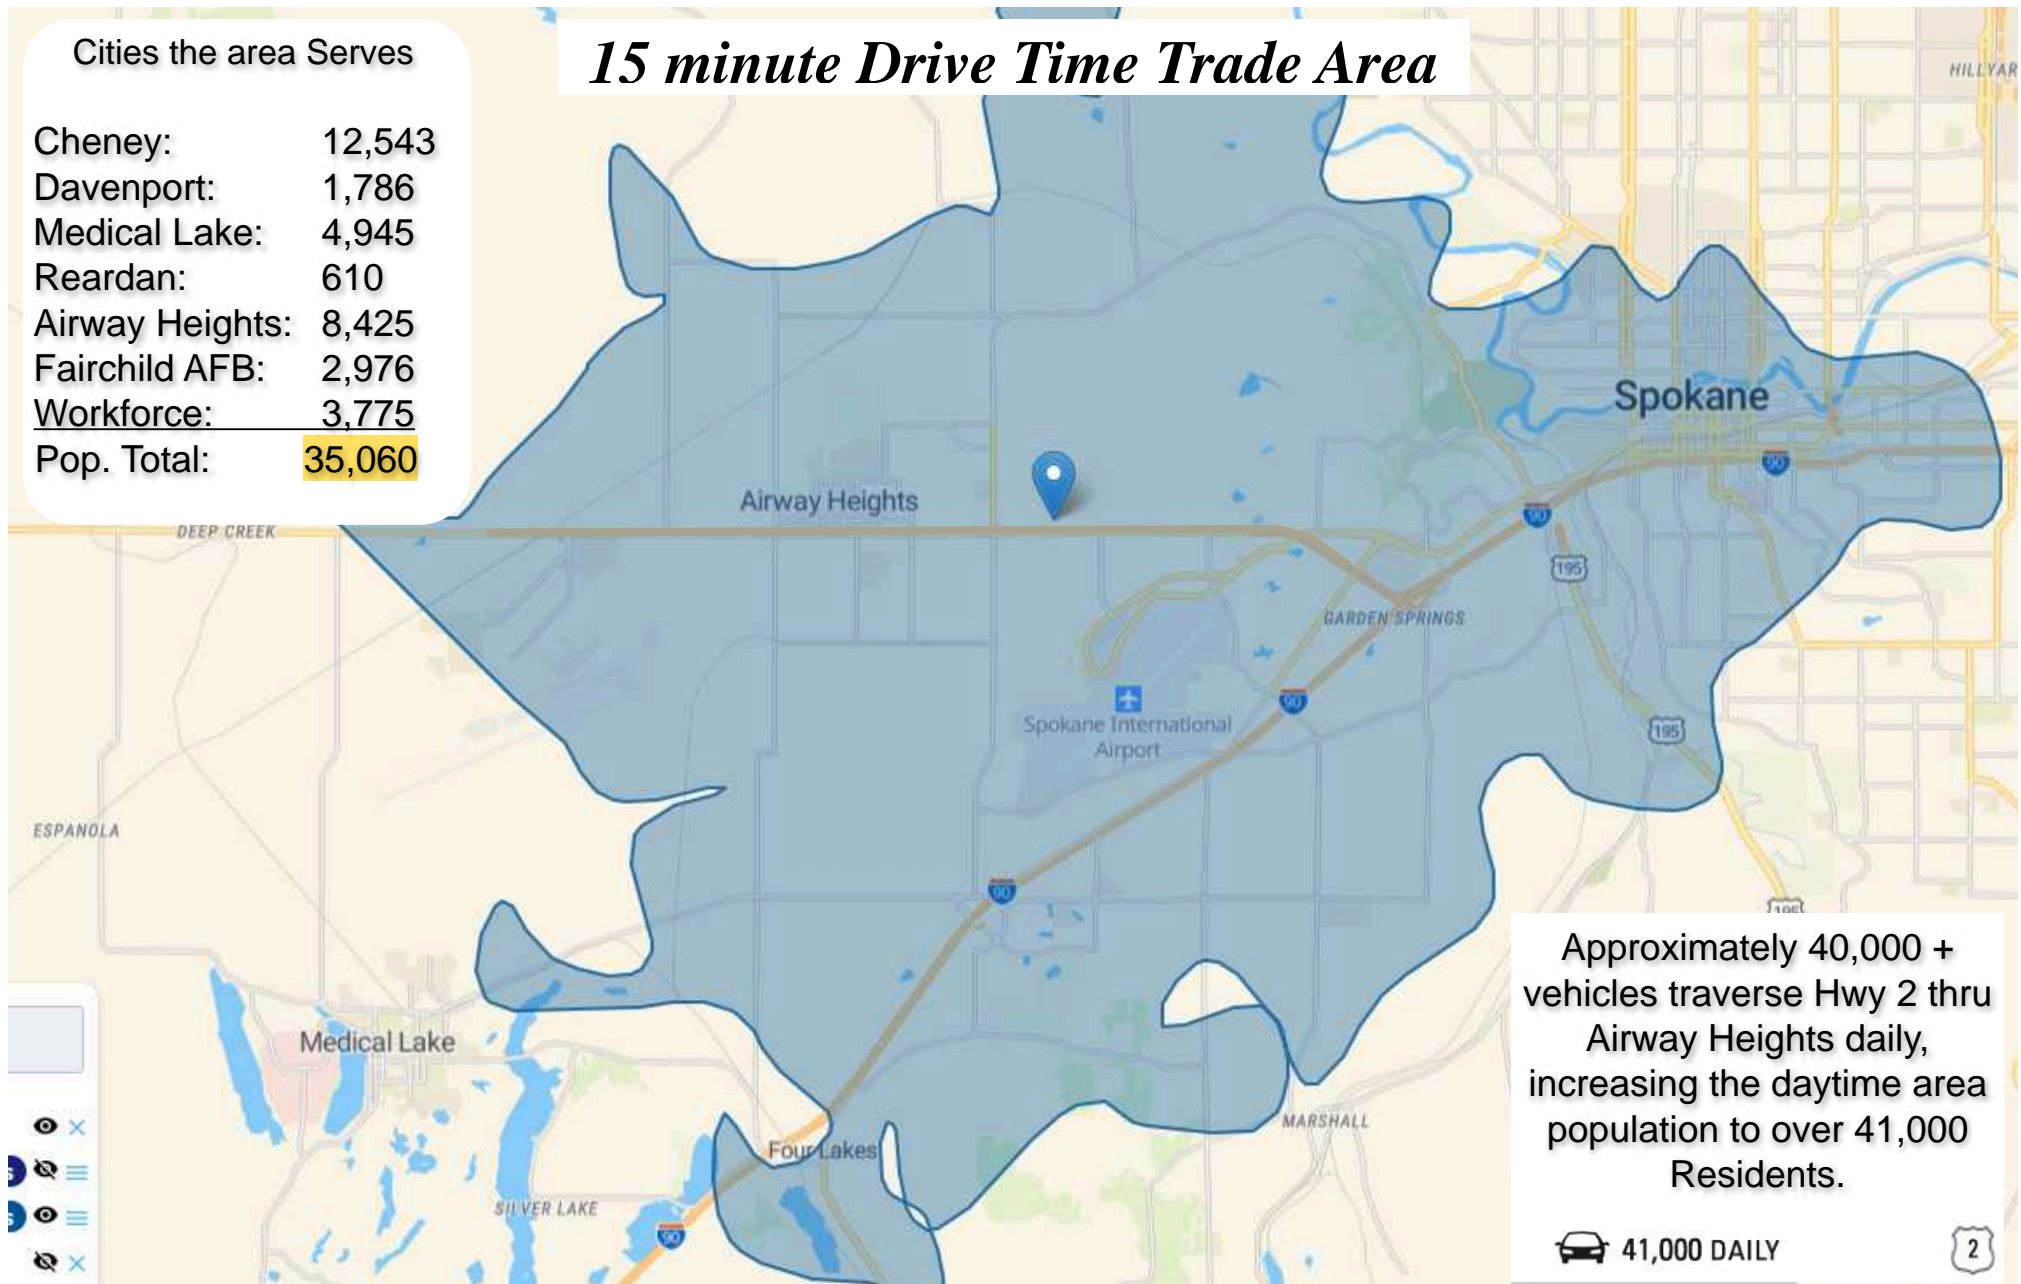 Cities the area Serves
15 minute Drive Time Trade Area
Cheney: 12,543
Davenport: 1,786
Medical Lake: 4,945
Reardan: 610
Airway Heights: 8,425
Fairchild AFB: 2,976
Workforce: 3,775
Pop. Total: 35,060
Spokane
90
Airway Heights
DEEP CREEK
90
195
GARDEN SPRINGS
90
Spokane International
Airport
195
ESPANOLA
90
195
Medical Lake
MARSHALL
Four Lakes
SILVER LAKE
90
Approximately 40,000 +
vehicles traverse Hwy 2 thru
Airway Heights daily,
increasing the daytime area
population to over 41,000
Residents.
41,000 DAILY
2